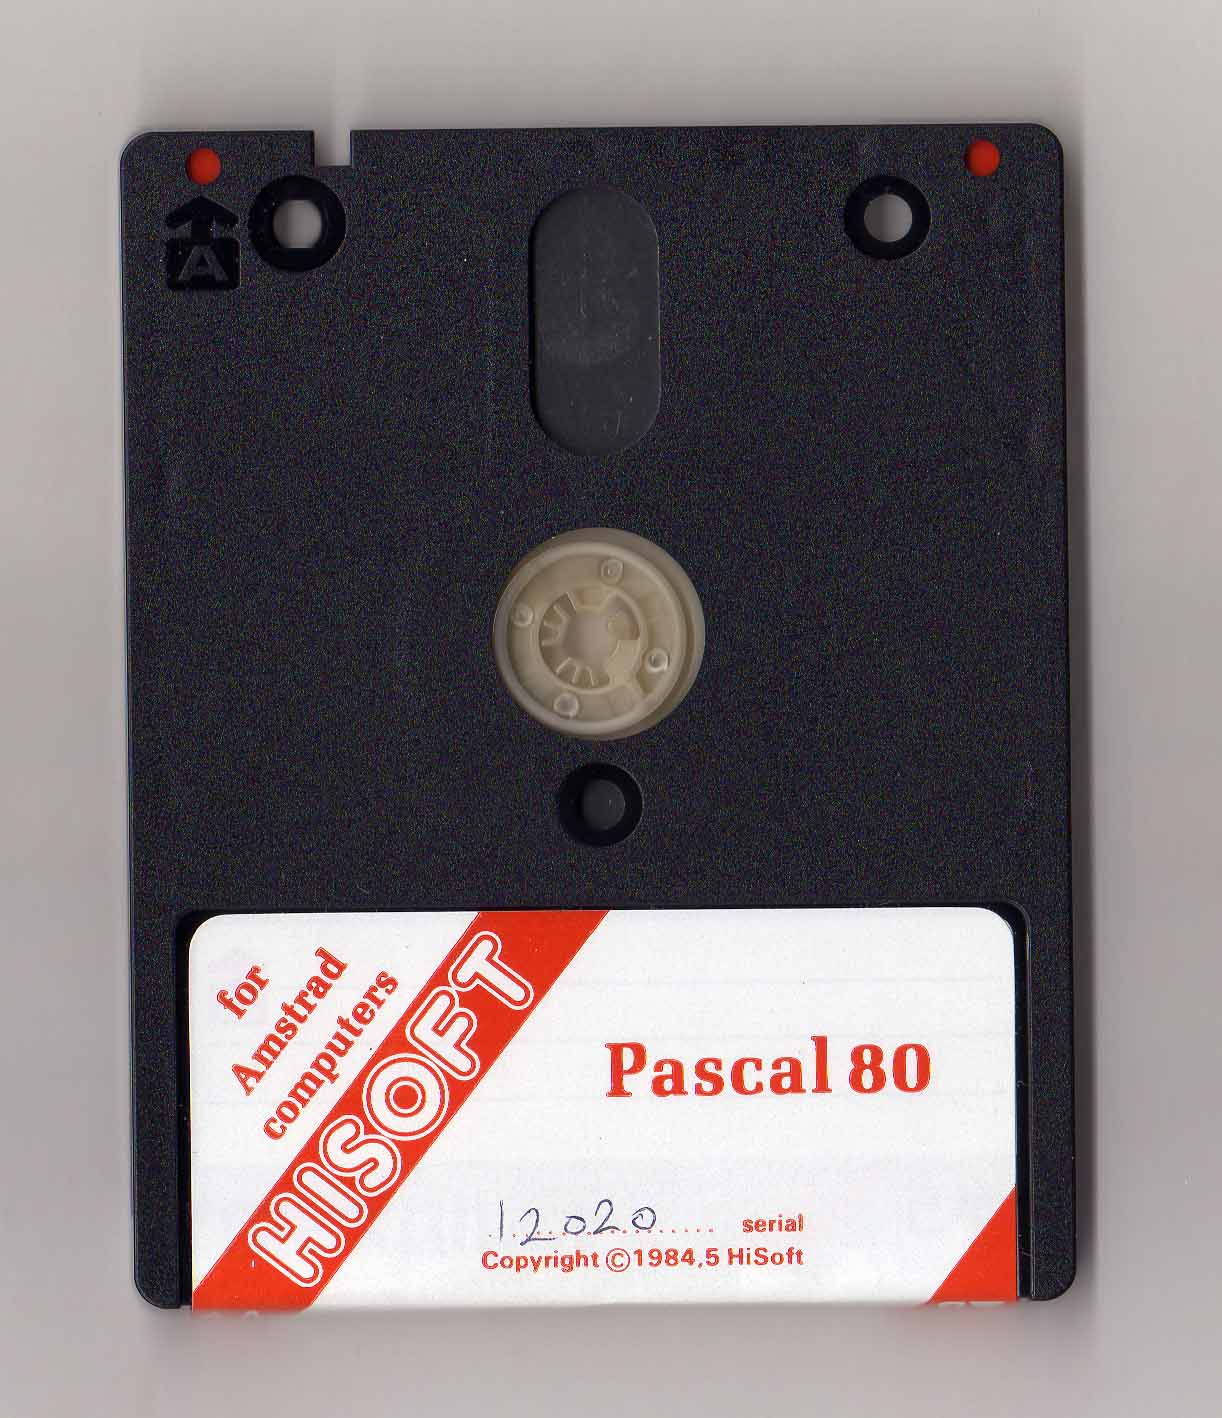 A
for
Amstrad
computers
HISOFT
Pascal 80
12020 serial
Copyright ©1984,5 HiSoft